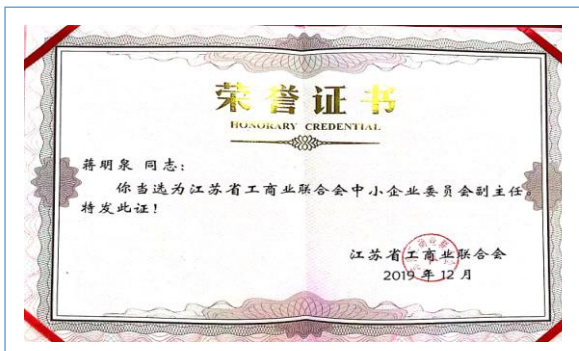 荣誉证书
HONORARY CREDENTIAL
蒋明泉 同志：
你当选为江苏省工商业联合会中小企业委员会副主任。
特发此证！
江苏省工商业联合会
2019 年 12 月